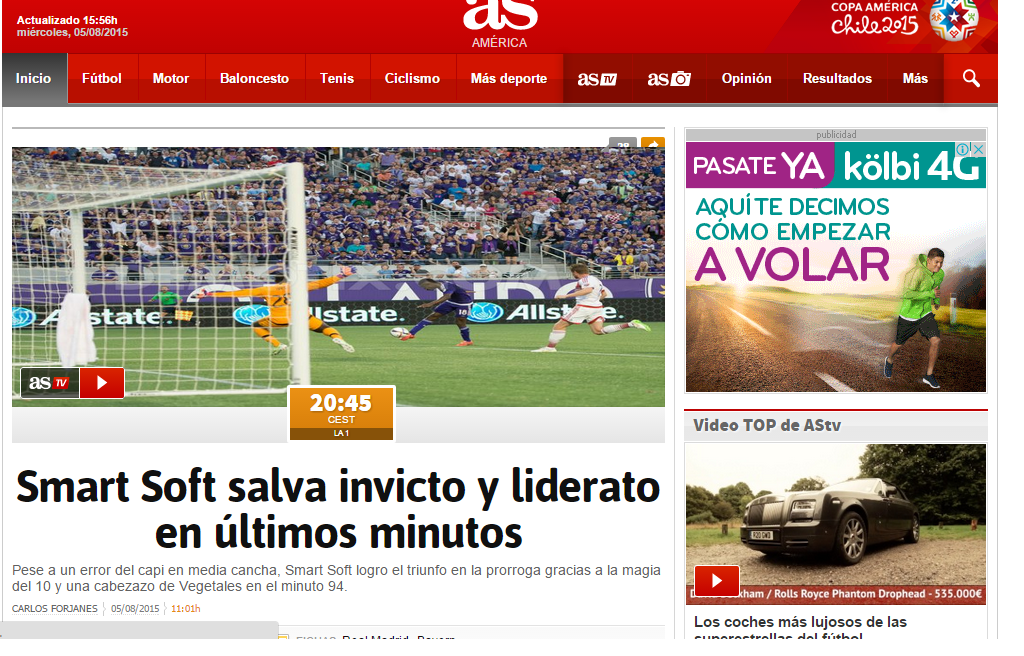 Actualizado 15:56h
miércoles, 05/08/2015
as
AMÉRICA
COPA AMÉRICA
Chile2015
Inicio
Fútbol
Motor
Baloncesto
Tenis
Ciclismo
Más deporte
as TV
as
Opinión
Resultados
Más
28
Allstate.
Allstate.
18
as TV
20:45
CEST
LA 1
Smart Soft salva invicto y liderato
en últimos minutos
Pese a un error del capi en media cancha, Smart Soft logro el triunfo en la prorroga gracias a la magia
del 10 y una cabezazo de Vegetales en el minuto 94.
CARLOS FORJANES 05/08/2015 11:01h
FICHAS Real Madrid - Bayern
publicidad
PASATE YA kölbi 4G
AQUÍ TE DECIMOS
CÓMO EMPEZAR
A VOLAR
Video TOP de AStv
David Beckham / Rolls Royce Phantom Drophead - 535.000€
Los coches más lujosos de las
superestrellas del fútbol